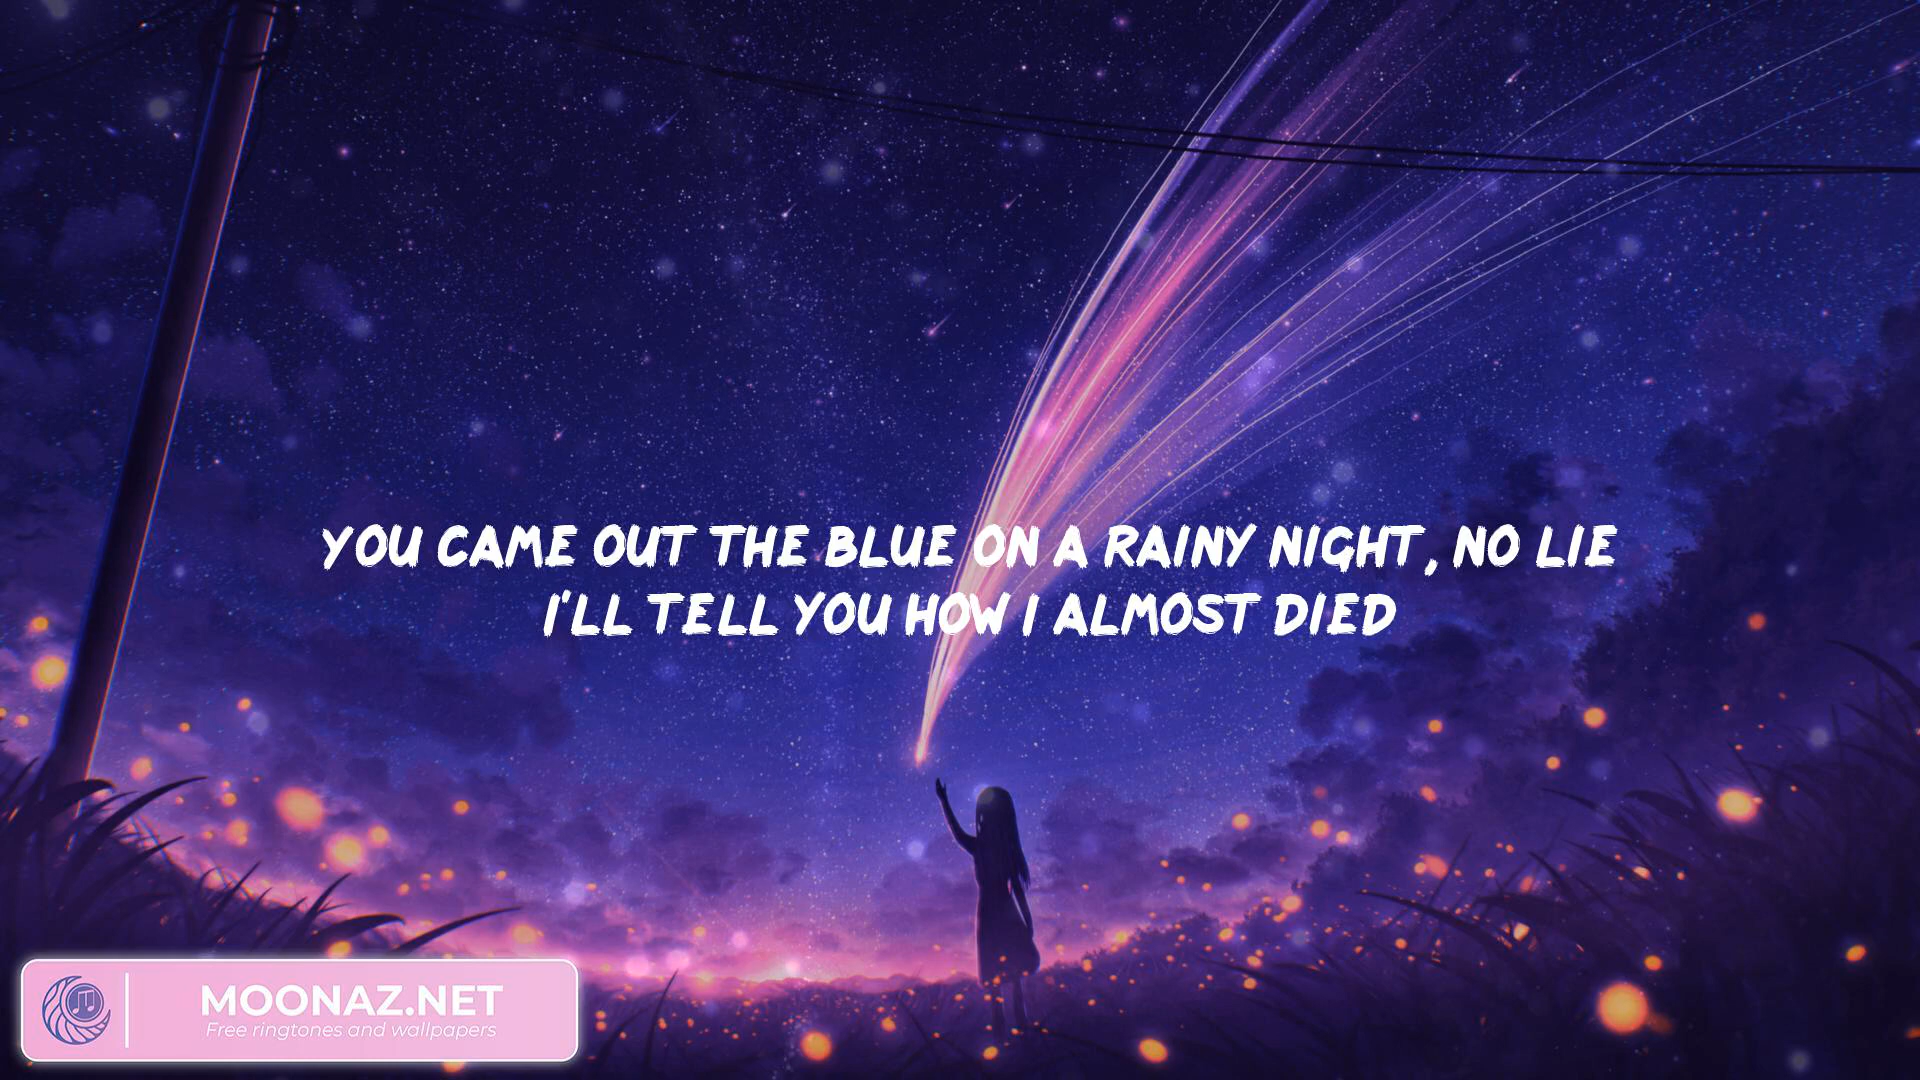 YOU CAME OUT THE BLUE ON A RAINY NIGHT, NO LIE
I'LL TELL YOU HOW I ALMOST DIED
MOONAZ.NET
Free ringtones and wallpapers